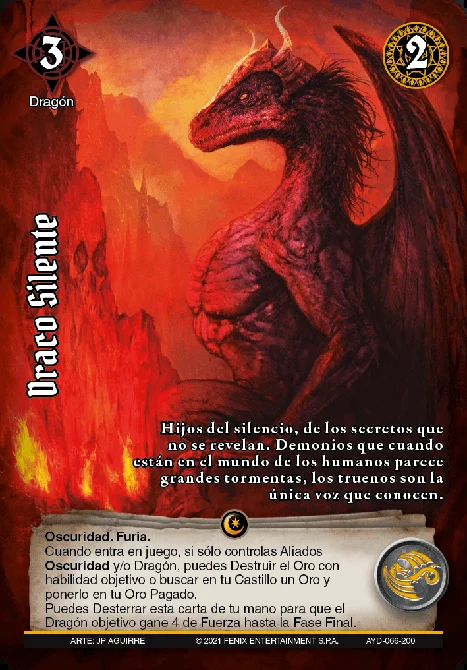 3
2
Dragón
Draco Silente
Hijos del silencio, de los secretos que
no se revelan. Demonios que cuando
están en el mundo de los humanos parece
grandes tormentas, los truenos son la
única voz que conocen.
Oscuridad. Furia.
Cuando entra en juego, si sólo controlas Aliados
Oscuridad y/o Dragón, puedes Destruir el Oro con
habilidad objetivo o buscar en tu Castillo un Oro y
ponerlo en tu Oro Pagado.
Puedes Desterrar esta carta de tu mano para que el
Dragón objetivo gane 4 de Fuerza hasta la Fase Final.
ARTE: JP AGUIRRE © 2021 FENIX ENTERTAINMENT S.P.A. AYD-066-200